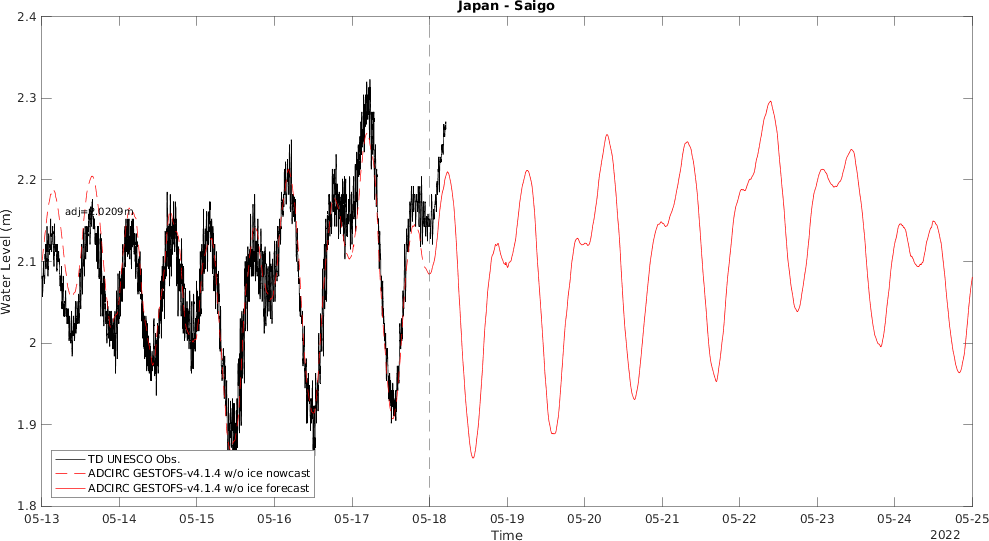 Japan - Saigo
2.4
2.3
2.2
2.1
2
1.9
1.8
Water Level (m)
adj=2.0209m
TD UNESCO Obs.
ADCIRC GESTOFS-v4.1.4 w/o ice nowcast
ADCIRC GESTOFS-v4.1.4 w/o ice forecast
05-13 05-14 05-15 05-16 05-17 05-18 05-19 05-20 05-21 05-22 05-23 05-24 05-25
Time
2022